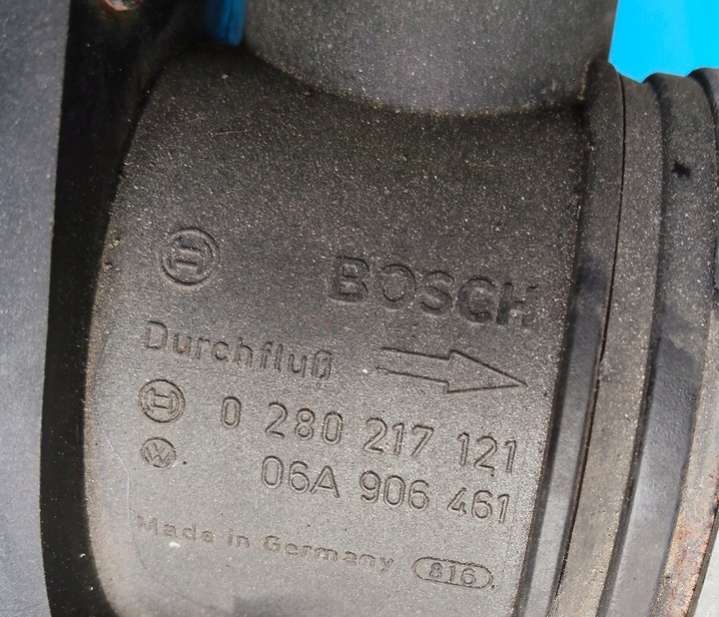 BOSCH
Durchfluß
0 280 217 121
06A 906 461
Made in Germany 816